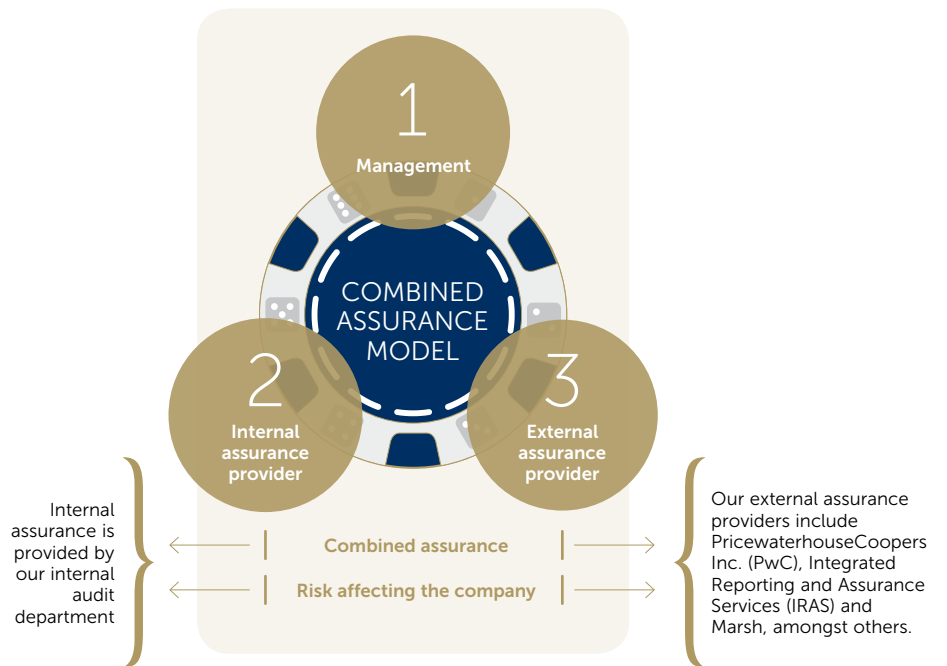 1
Management
COMBINED
ASSURANCE
MODEL
2
Internal
assurance
provider
3
External
assurance
provider
Internal
assurance is
provided by
our internal
audit
department
Combined assurance
Risk affecting the company
Our external assurance
providers include
PricewaterhouseCoopers
Inc. (PwC), Integrated
Reporting and Assurance
Services (IRAS) and
Marsh, amongst others.